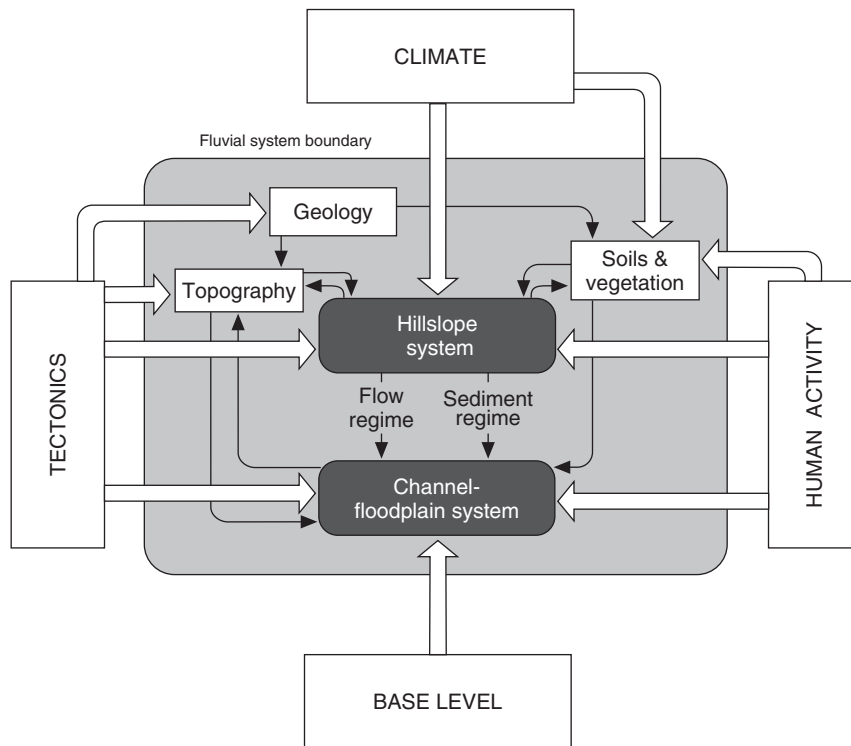 CLIMATE
Fluvial system boundary
Geology
Soils &
vegetation
Topography
Hillslope
system
TECTONICS
HUMAN ACTIVITY
Flow
regime
Sediment
regime
Channel-
floodplain system
BASE LEVEL